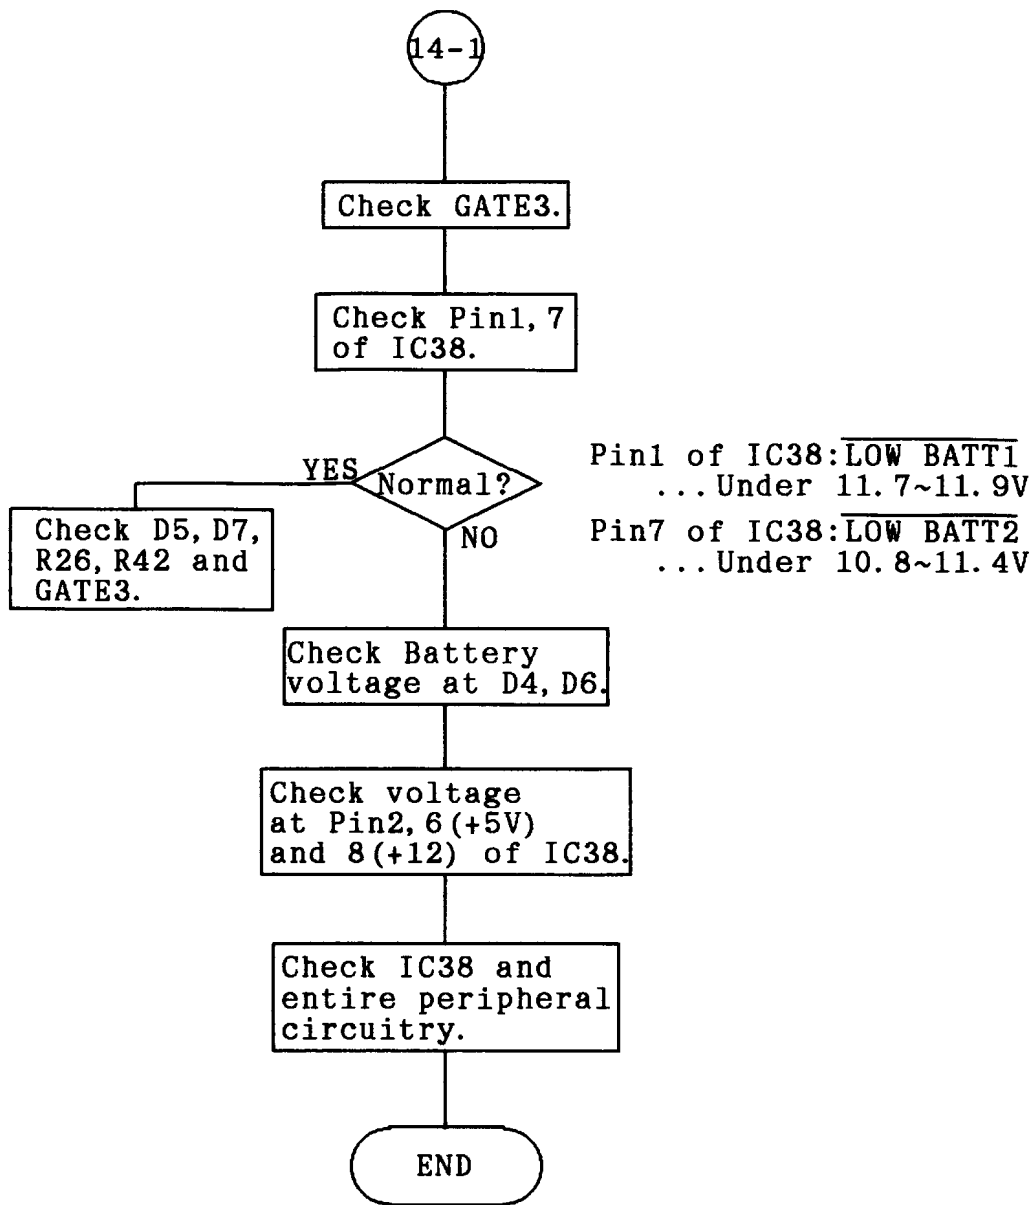 14-1
Check GATE3.
Check Pin1, 7
of IC38.
Normal?
YES
NO
Pin1 of IC38:LOW BATT1
...Under 11.7~11.9V
Pin7 of IC38:LOW BATT2
...Under 10.8~11.4V
Check D5, D7,
R26, R42 and
GATE3.
Check Battery
voltage at D4, D6.
Check voltage
at Pin2, 6(+5V)
and 8(+12) of IC38.
Check IC38 and
entire peripheral
circuitry.
END